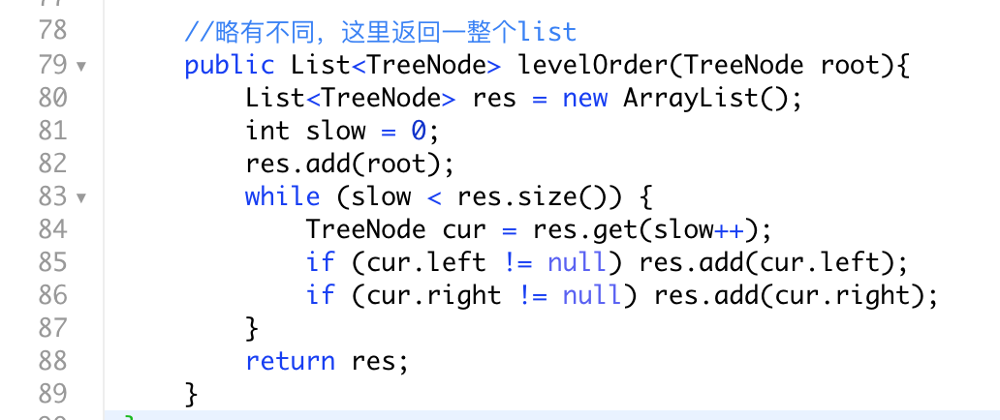 77
78 //略有不同，这里返回一整个list
79 ▼ public List<TreeNode> levelOrder(TreeNode root){
80 List<TreeNode> res = new ArrayList();
81 int slow = 0;
82 res.add(root);
83 ▼ while (slow < res.size()) {
84 TreeNode cur = res.get(slow++);
85 if (cur.left != null) res.add(cur.left);
86 if (cur.right != null) res.add(cur.right);
87 }
88 return res;
89 }